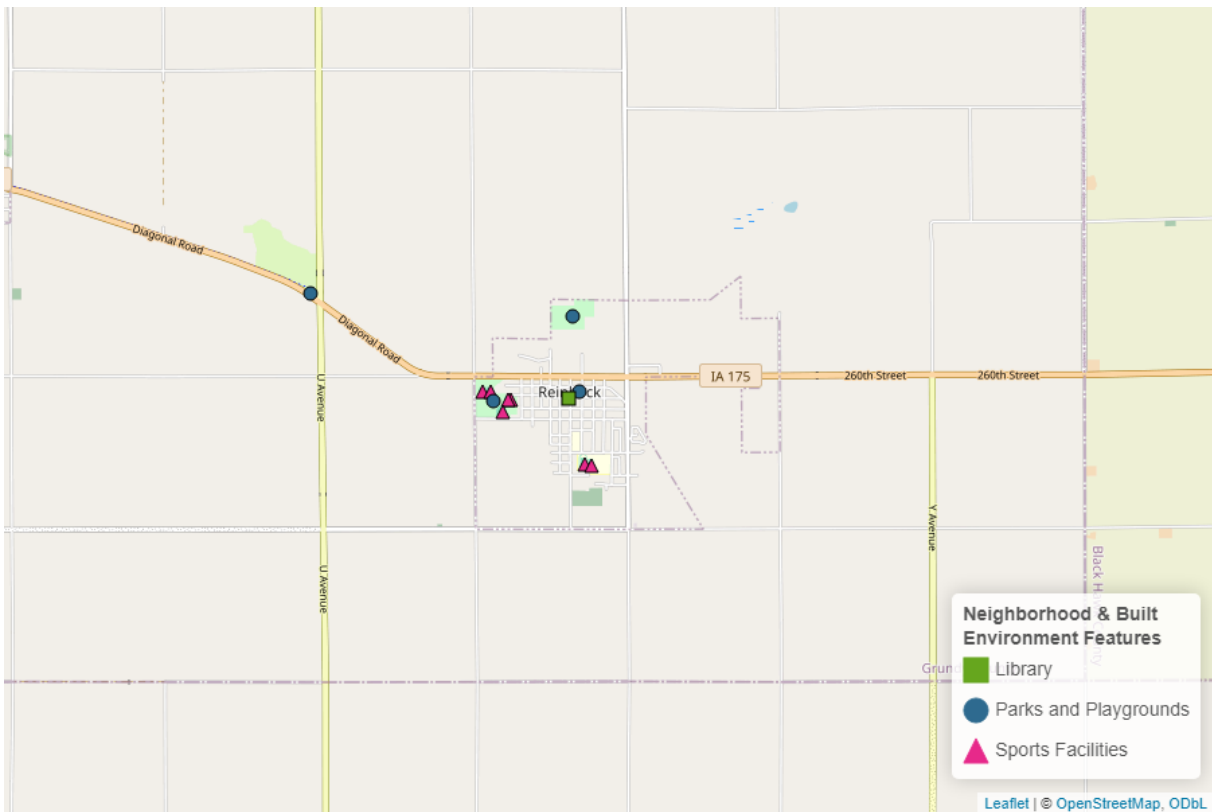 Diagonal Road
Diagonal Road
U Avenue
IA 175
260th Street
260th Street
U Avenue
Y Avenue
Neighborhood & Built
Environment Features
Library
Parks and Playgrounds
Sports Facilities
Leaflet | © OpenStreetMap, ODbL